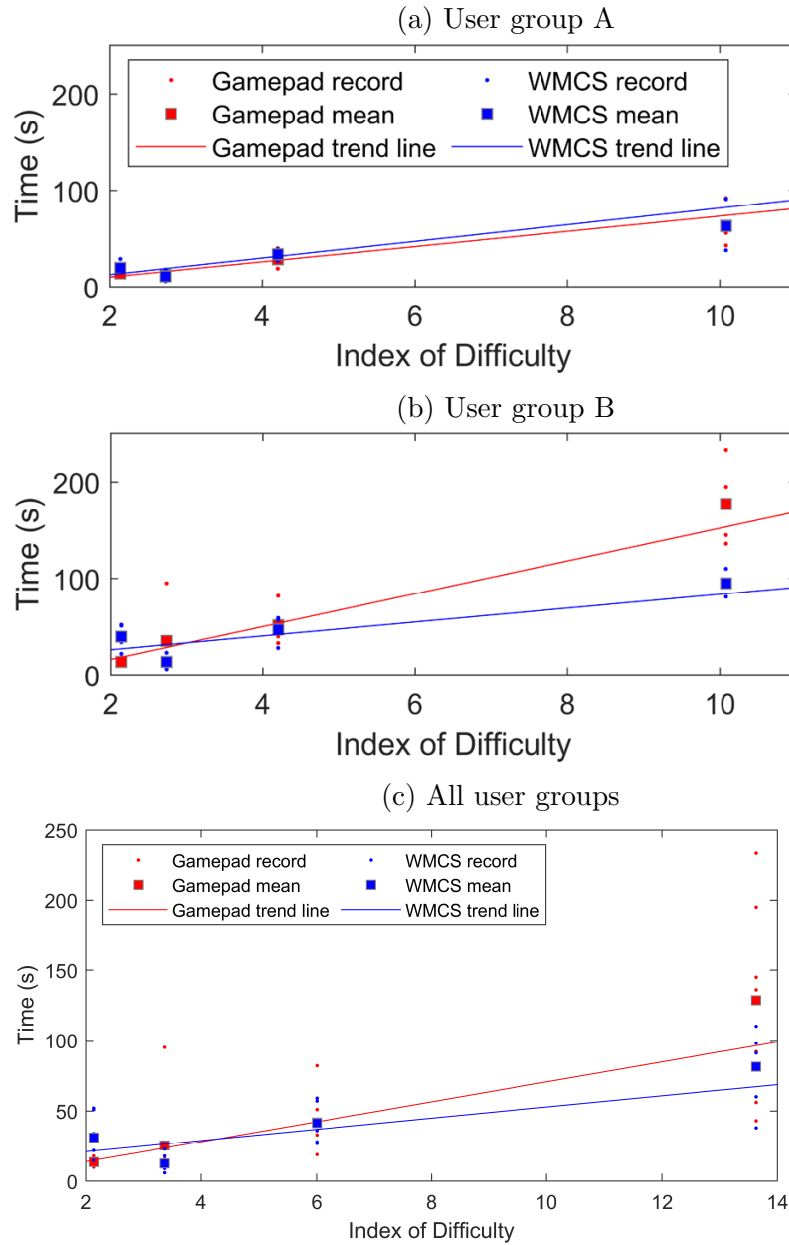 (a) User group A
200
100
0
Time (s)
Gamepad record WMCS record
Gamepad mean WMCS mean
Gamepad trend line WMCS trend line
2 4 6 8 10
Index of Difficulty
(b) User group B
200
100
0
Time (s)
2 4 6 8 10
Index of Difficulty
(c) All user groups
250
200
150
100
50
0
Time (s)
Gamepad record WMCS record
Gamepad mean WMCS mean
Gamepad trend line WMCS trend line
2 4 6 8 10 12 14
Index of Difficulty